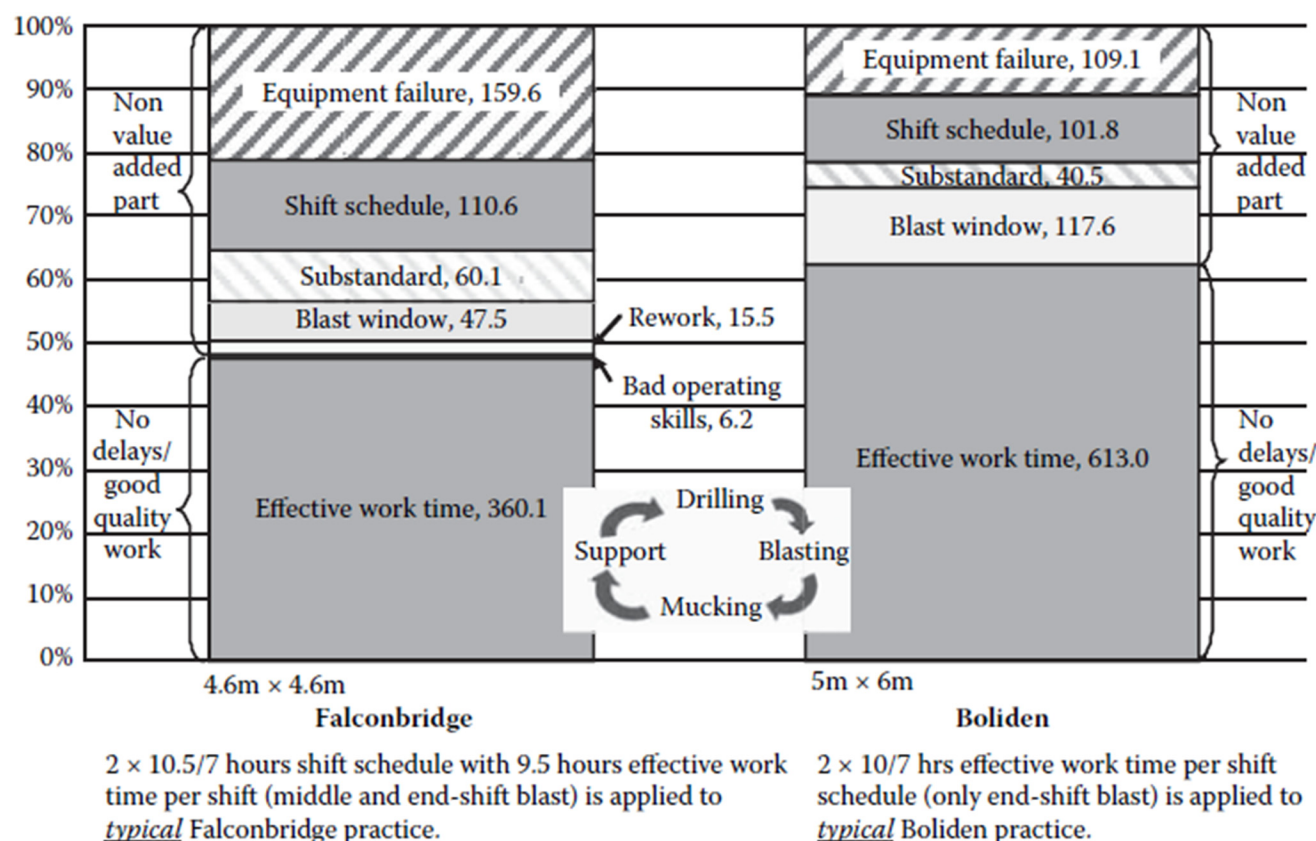 100%
90%
80%
70%
60%
50%
40%
30%
20%
10%
0%
Non
value
added
part
No
delays/
good
quality
work
Equipment failure, 159.6
Shift schedule, 110.6
Substandard, 60.1
Blast window, 47.5
Effective work time, 360.1
Rework, 15.5
Bad operating
skills, 6.2
Drilling
Support
Blasting
Mucking
Equipment failure, 109.1
Shift schedule, 101.8
Substandard, 40.5
Blast window, 117.6
Effective work time, 613.0
Non
value
added
part
No
delays/
good
quality
work
4.6m × 4.6m
Falconbridge
2 × 10.5/7 hours shift schedule with 9.5 hours effective work
time per shift (middle and end-shift blast) is applied to
typical Falconbridge practice.
5m × 6m
Boliden
2 × 10/7 hrs effective work time per shift
schedule (only end-shift blast) is applied to
typical Boliden practice.